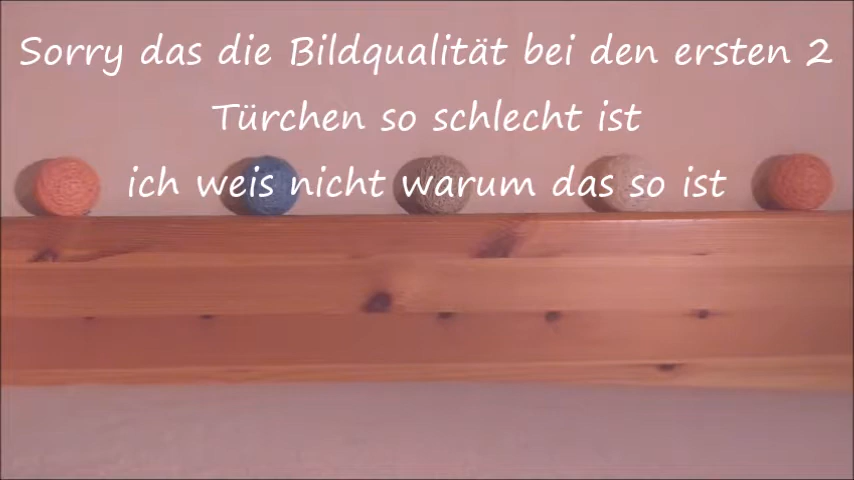 Sorry das die Bildqualität bei den ersten 2
Türchen so schlecht ist
ich weis nicht warum das so ist